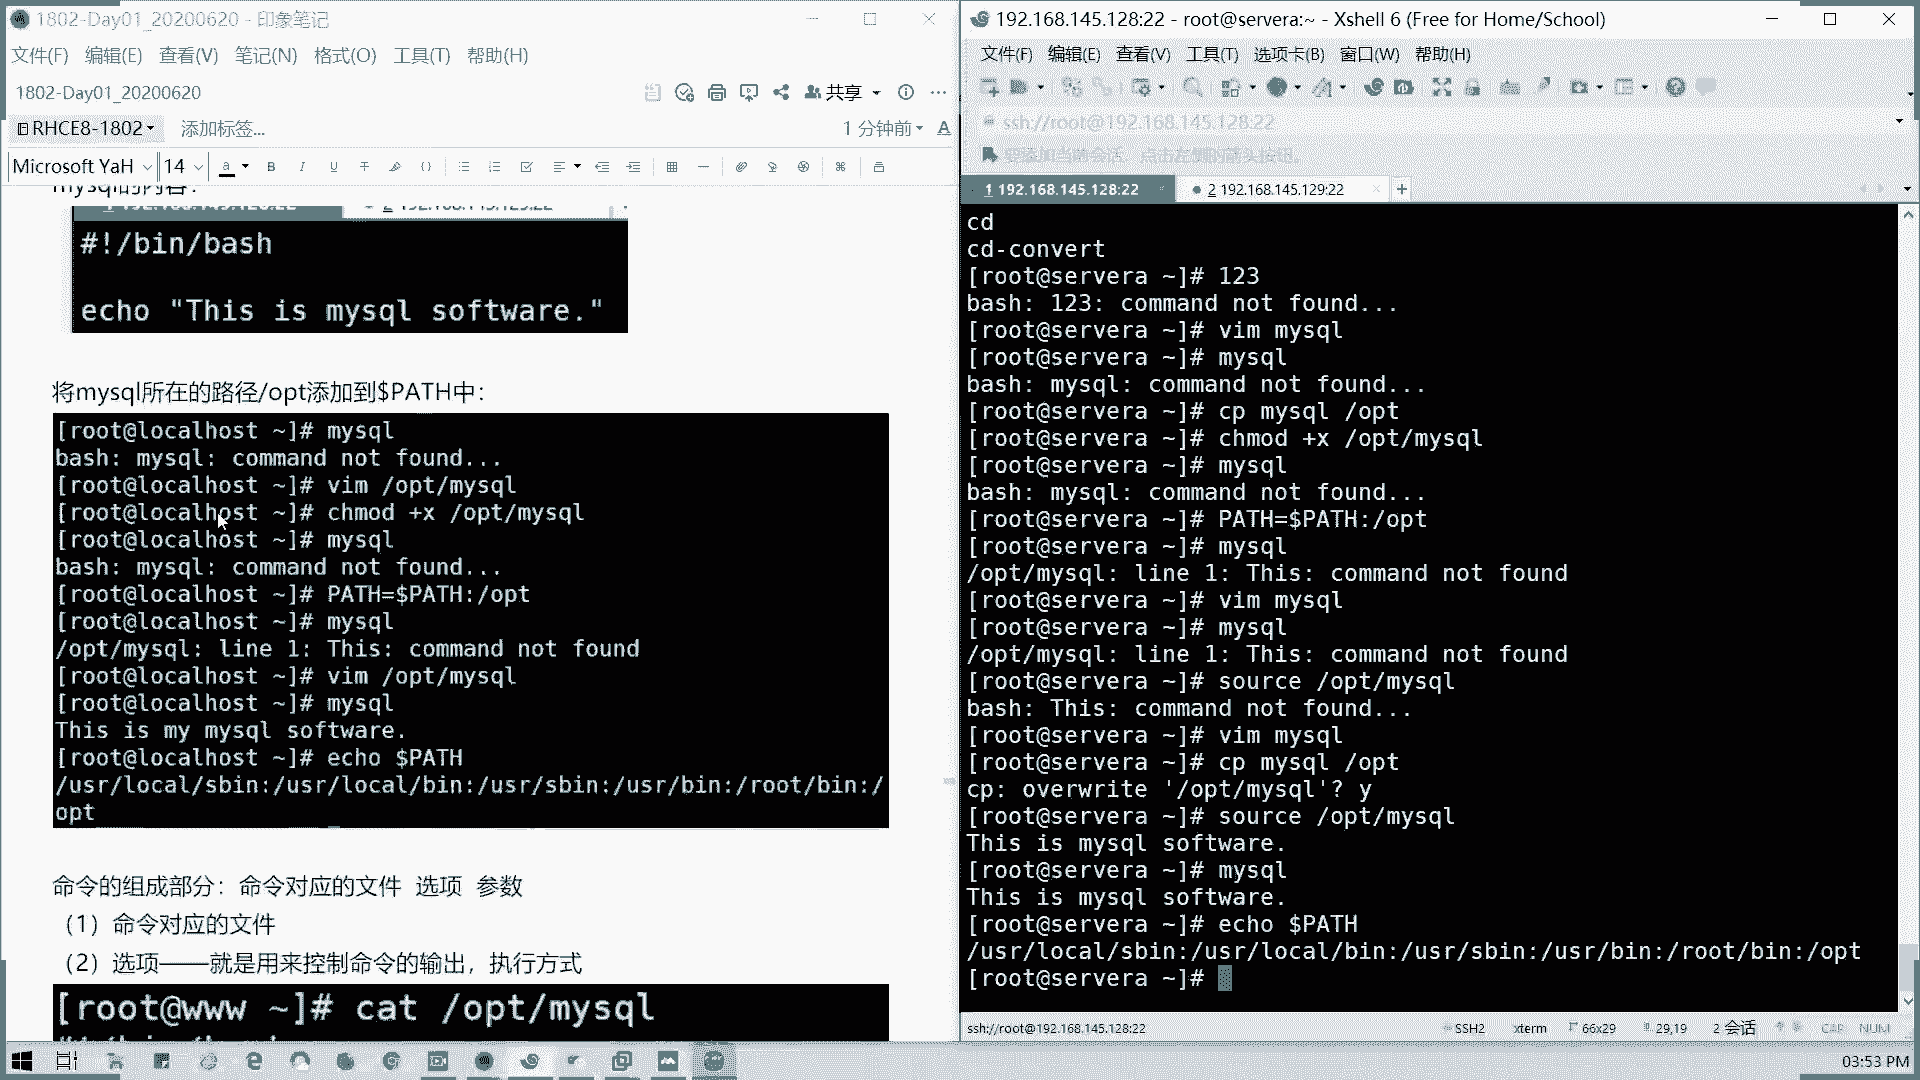 1802-Day01_20200620 - 印象笔记
文件(F) 编辑(E) 查看(V) 笔记(N) 格式(O) 工具(T) 帮助(H)
1802-Day01_20200620
共享
RHCE8-1802
添加标签...
1 分钟前
Microsoft YaH
14
mysql的内容：
#!/bin/bash
echo "This is mysql software."
将mysql所在的路径/opt添加到$PATH中：
[root@localhost ~]# mysql
bash: mysql: command not found...
[root@localhost ~]# vim /opt/mysql
[root@localhost ~]# chmod +x /opt/mysql
[root@localhost ~]# mysql
bash: mysql: command not found...
[root@localhost ~]# PATH=$PATH:/opt
[root@localhost ~]# mysql
/opt/mysql: line 1: This: command not found
[root@localhost ~]# vim /opt/mysql
[root@localhost ~]# mysql
This is my mysql software.
[root@localhost ~]# echo $PATH
/usr/local/sbin:/usr/local/bin:/usr/sbin:/usr/bin:/root/bin:/
opt
命令的组成部分：命令对应的文件 选项 参数
（1）命令对应的文件
（2）选项——就是用来控制命令的输出，执行方式
[root@www ~]# cat /opt/mysql
192.168.145.128:22 - root@servera:~ - Xshell 6 (Free for Home/School)
文件(F) 编辑(E) 查看(V) 工具(T) 选项卡(B) 窗口(W) 帮助(H)
ssh://root@192.168.145.128:22
要添加当前会话，点击左侧的箭头按钮。
1 192.168.145.128:22
2 192.168.145.129:22
cd
cd-convert
[root@servera ~]# 123
bash: 123: command not found...
[root@servera ~]# vim mysql
[root@servera ~]# mysql
bash: mysql: command not found...
[root@servera ~]# cp mysql /opt
[root@servera ~]# chmod +x /opt/mysql
[root@servera ~]# mysql
bash: mysql: command not found...
[root@servera ~]# PATH=$PATH:/opt
[root@servera ~]# mysql
/opt/mysql: line 1: This: command not found
[root@servera ~]# vim mysql
[root@servera ~]# mysql
/opt/mysql: line 1: This: command not found
[root@servera ~]# source /opt/mysql
bash: This: command not found...
[root@servera ~]# vim mysql
[root@servera ~]# cp mysql /opt
cp: overwrite '/opt/mysql'? y
[root@servera ~]# source /opt/mysql
This is mysql software.
[root@servera ~]# mysql
This is mysql software.
[root@servera ~]# echo $PATH
/usr/local/sbin:/usr/local/bin:/usr/sbin:/usr/bin:/root/bin:/opt
[root@servera ~]#
ssh://root@192.168.145.128:22
SSH2
xterm
66x29
29,19
2 会话
CAP NUM
03:53 PM